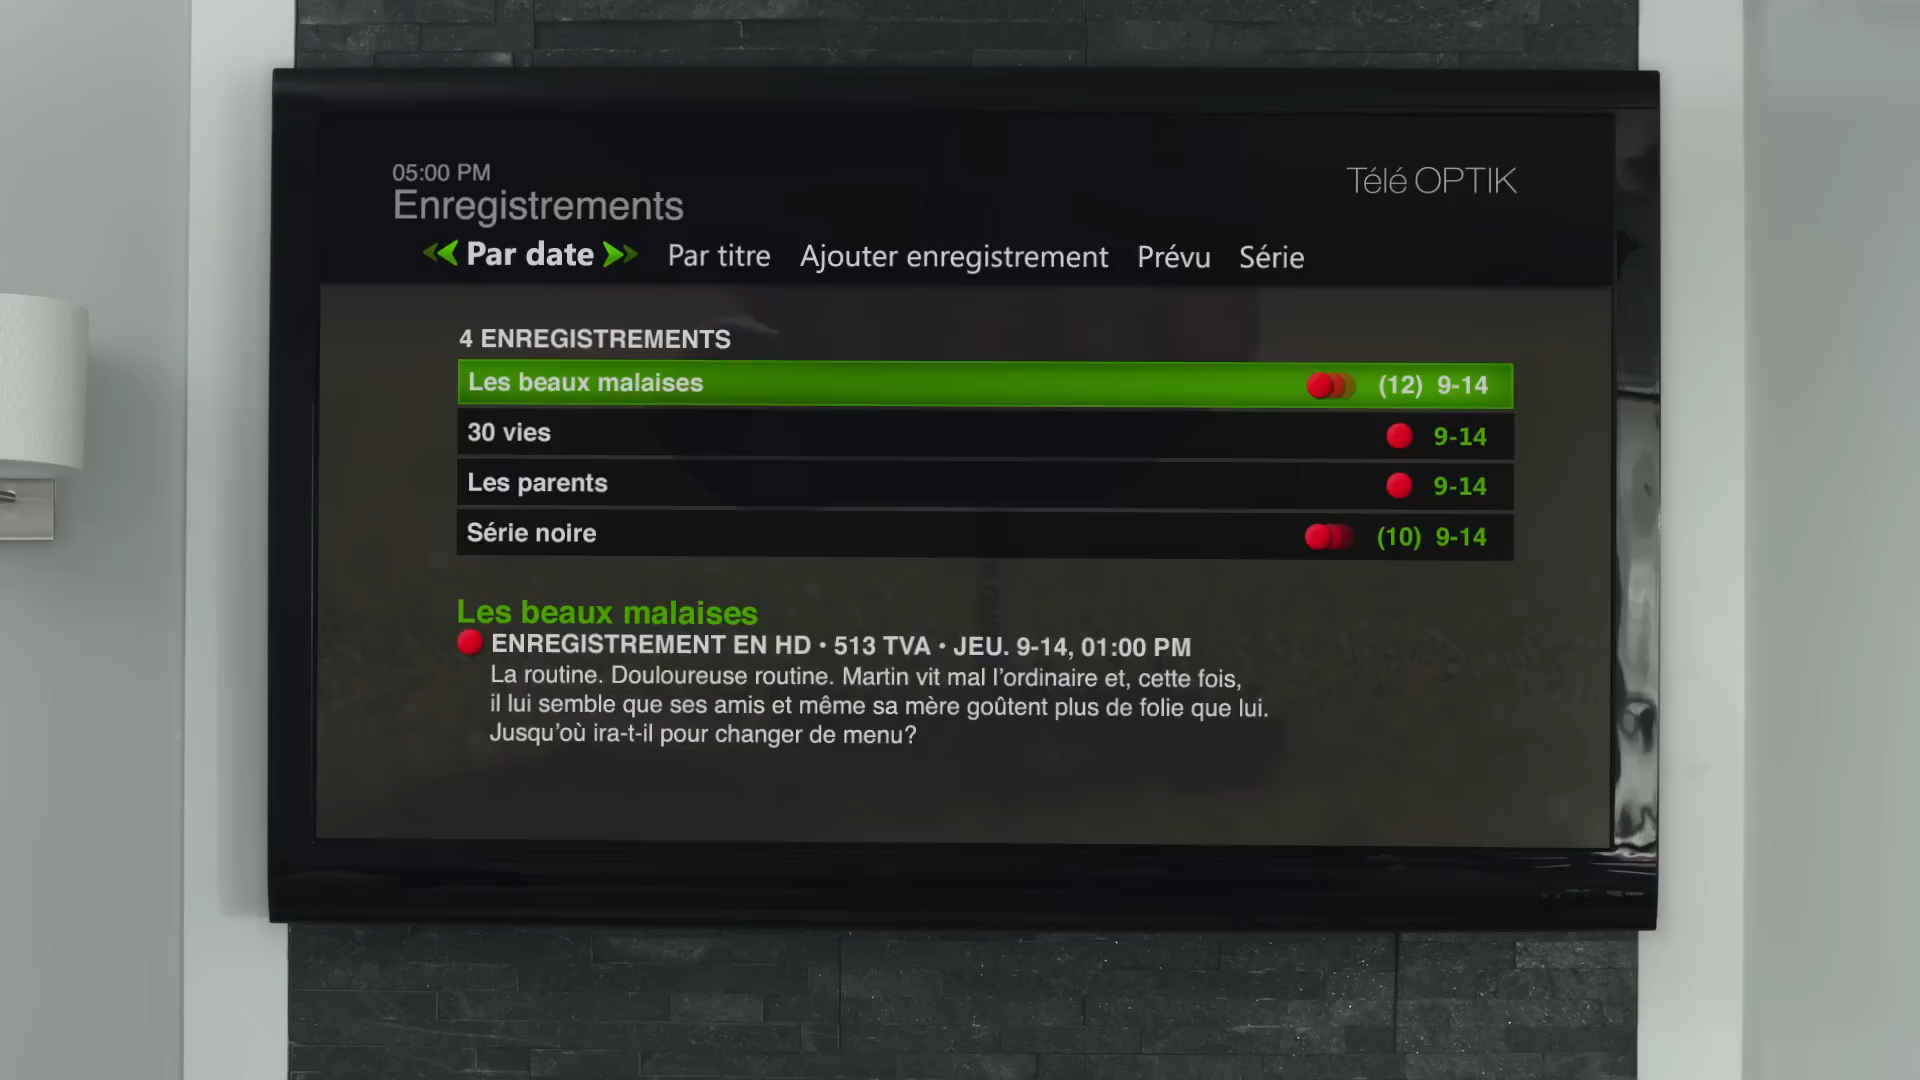 05:00 PM
Enregistrements
Télé OPTIK
Par date Par titre Ajouter enregistrement Prévu Série
4 ENREGISTREMENTS
Les beaux malaises (12) 9-14
30 vies 9-14
Les parents 9-14
Série noire (10) 9-14
Les beaux malaises
ENREGISTREMENT EN HD • 513 TVA • JEU. 9-14, 01:00 PM
La routine. Douloureuse routine. Martin vit mal l’ordinaire et, cette fois,
il lui semble que ses amis et même sa mère goûtent plus de folie que lui.
Jusqu’où ira-t-il pour changer de menu?